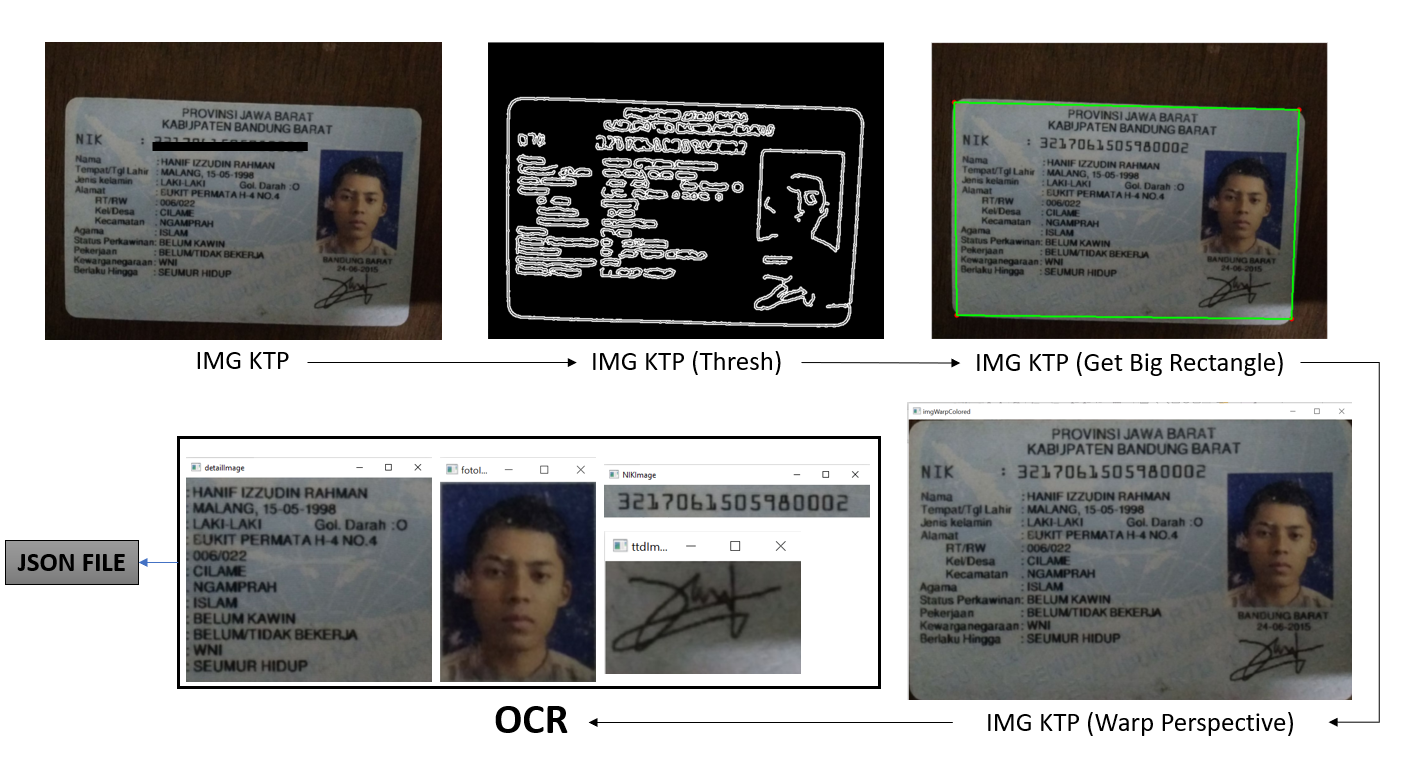 PROVINSI JAWA BARAT
KABUPATEN BANDUNG BARAT
NIK :
Nama : HANIF IZZUDIN RAHMAN
Tempat/Tgl Lahir : MALANG, 15-05-1998
Jenis kelamin : LAKI-LAKI Gol. Darah :O
Alamat : BUKIT PERMATA H-4 NO.4
RT/RW : 006/022
Kel/Desa : CILAME
Kecamatan : NGAMPRAH
Agama : ISLAM
Status Perkawinan: BELUM KAWIN
Pekerjaan : BELUM/TIDAK BEKERJA
Kewarganegaraan: WNI
Berlaku Hingga : SEUMUR HIDUP
BANDUNG BARAT
24-06-2015
IMG KTP
IMG KTP (Thresh)
PROVINSI JAWA BARAT
KABUPATEN BANDUNG BARAT
NIK : 3217061505980002
Nama : HANIF IZZUDIN RAHMAN
Tempat/Tgl Lahir : MALANG, 15-05-1998
Jenis kelamin : LAKI-LAKI Gol. Darah :O
Alamat : BUKIT PERMATA H-4 NO.4
RT/RW : 006/022
Kel/Desa : CILAME
Kecamatan : NGAMPRAH
Agama : ISLAM
Status Perkawinan: BELUM KAWIN
Pekerjaan : BELUM/TIDAK BEKERJA
Kewarganegaraan: WNI
Berlaku Hingga : SEUMUR HIDUP
BANDUNG BARAT
24-06-2015
IMG KTP (Get Big Rectangle)
imgWarpColored
PROVINSI JAWA BARAT
KABUPATEN BANDUNG BARAT
NIK : 3217061505980002
Nama : HANIF IZZUDIN RAHMAN
Tempat/Tgl Lahir : MALANG, 15-05-1998
Jenis kelamin : LAKI-LAKI Gol. Darah :O
Alamat : BUKIT PERMATA H-4 NO.4
RT/RW : 006/022
Kel/Desa : CILAME
Kecamatan : NGAMPRAH
Agama : ISLAM
Status Perkawinan: BELUM KAWIN
Pekerjaan : BELUM/TIDAK BEKERJA
Kewarganegaraan: WNI
Berlaku Hingga : SEUMUR HIDUP
BANDUNG BARAT
24-06-2015
IMG KTP (Warp Perspective)
detailImage
: HANIF IZZUDIN RAHMAN
: MALANG, 15-05-1998
: LAKI-LAKI Gol. Darah :O
: BUKIT PERMATA H-4 NO.4
: 006/022
: CILAME
: NGAMPRAH
: ISLAM
: BELUM KAWIN
: BELUM/TIDAK BEKERJA
: WNI
: SEUMUR HIDUP
fotoI...
NIKImage
3217061505980002
ttdIm...
OCR
JSON FILE